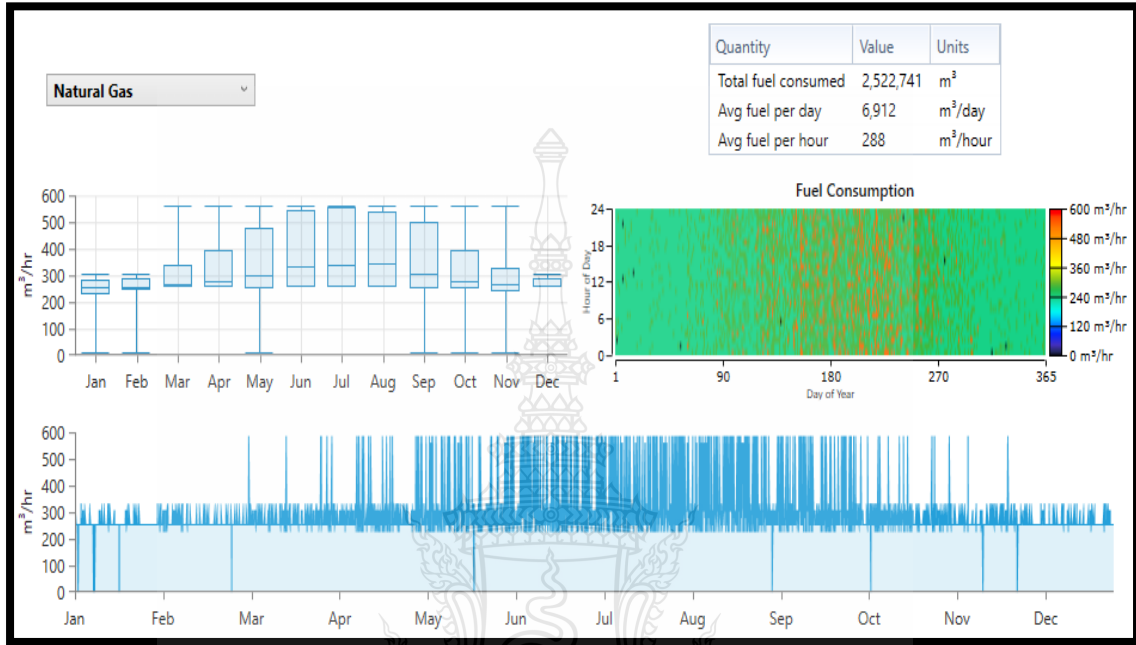 Quantity Value Units
Natural Gas
Total fuel consumed 2,522,741 m³
Avg fuel per day 6,912 m³/day
Avg fuel per hour 288 m³/hour
600
500
400
300
200
100
0
m³/hr
Jan Feb Mar Apr May Jun Jul Aug Sep Oct Nov Dec
Fuel Consumption
24
18
12
6
0
Hour of Day
1 90 180 270 365
Day of Year
600 m³/hr
480 m³/hr
360 m³/hr
240 m³/hr
120 m³/hr
0 m³/hr
600
500
400
300
200
100
0
m³/hr
Jan Feb Mar Apr May Jun Jul Aug Sep Oct Nov Dec